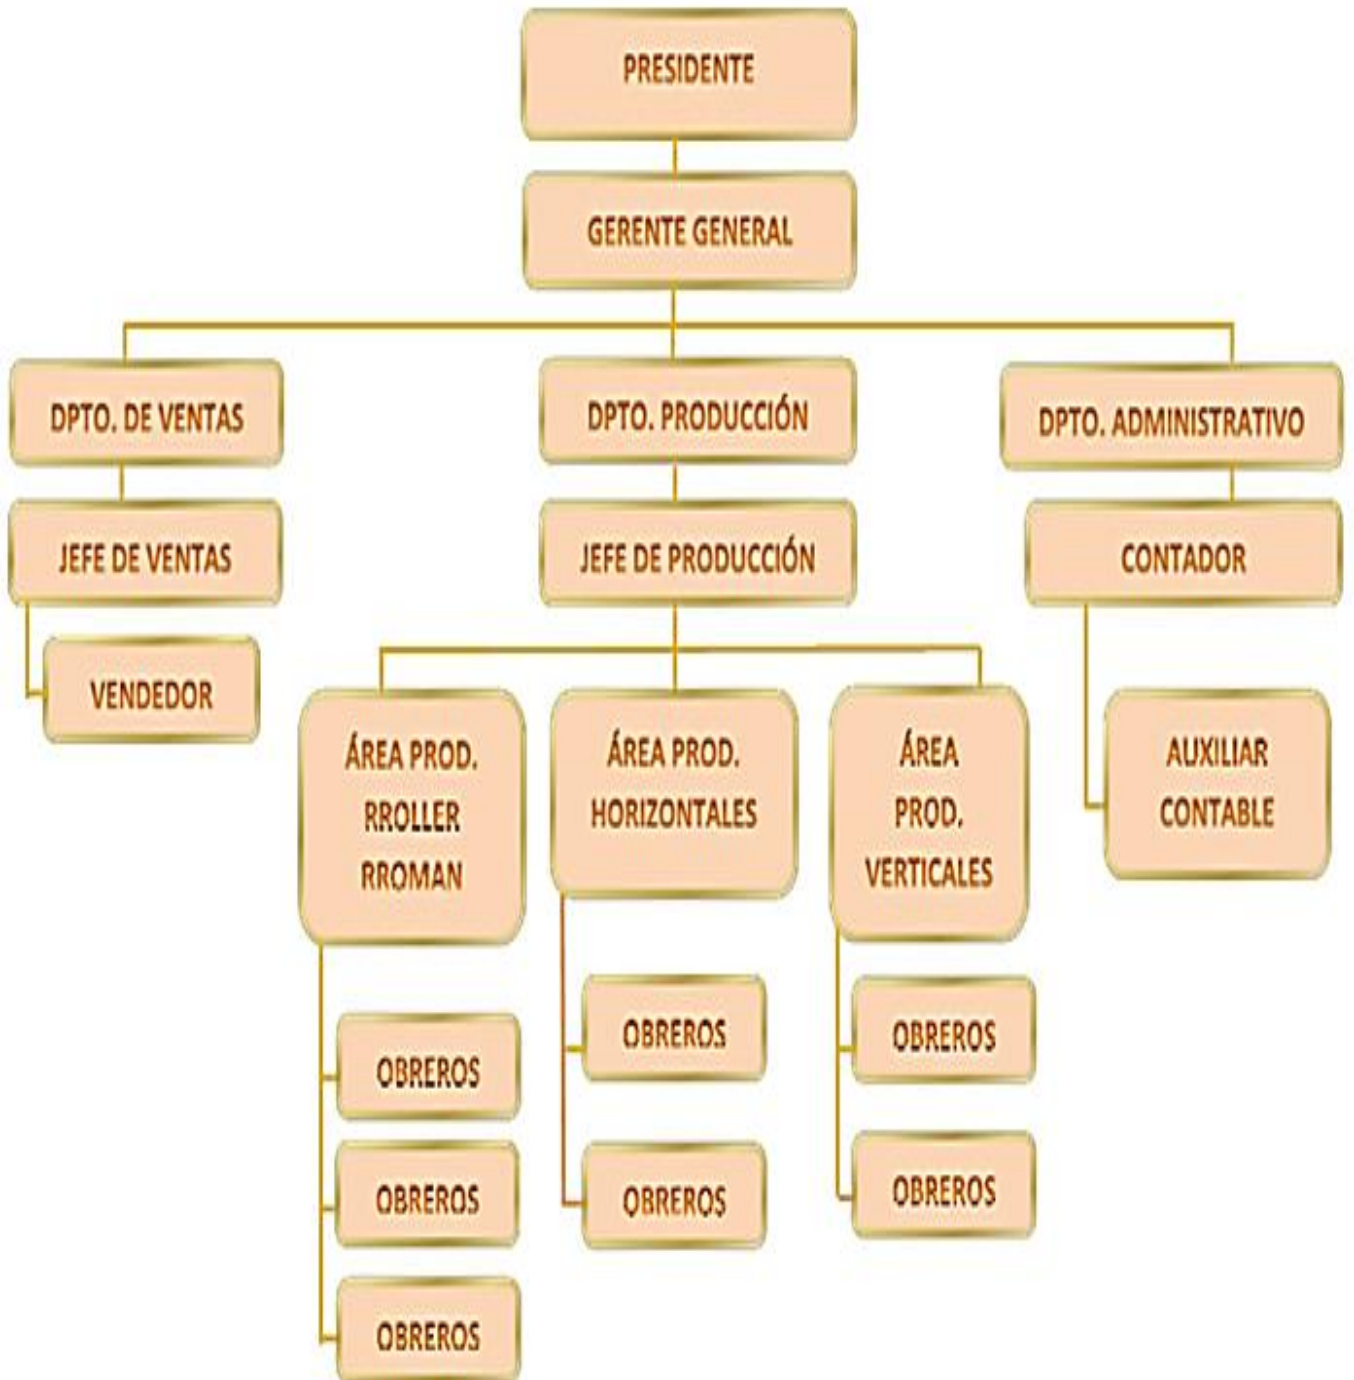 PRESIDENTE
GERENTE GENERAL
DPTO. DE VENTAS
DPTO. PRODUCCIÓN
DPTO. ADMINISTRATIVO
JEFE DE VENTAS
JEFE DE PRODUCCIÓN
CONTADOR
VENDEDOR
ÁREA PROD.
RROLLER
RROMAN
ÁREA PROD.
HORIZONTALES
ÁREA
PROD.
VERTICALES
AUXILIAR
CONTABLE
OBREROS
OBREROS
OBREROS
OBREROS
OBREROS
OBREROS
OBREROS